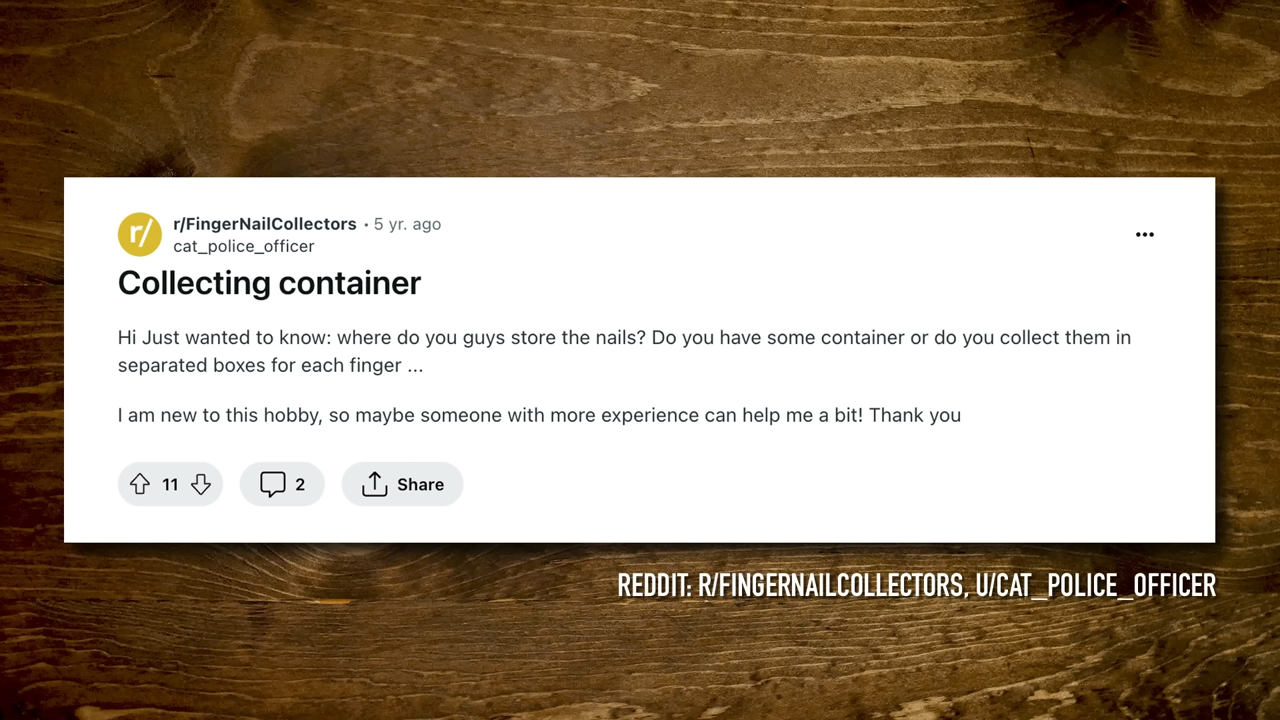 r/
r/FingerNailCollectors • 5 yr. ago
cat_police_officer
Collecting container
Hi Just wanted to know: where do you guys store the nails? Do you have some container or do you collect them in
separated boxes for each finger ...
I am new to this hobby, so maybe someone with more experience can help me a bit! Thank you
11
2
Share
REDDIT: R/FINGERNAILCOLLECTORS, U/CAT_POLICE_OFFICER